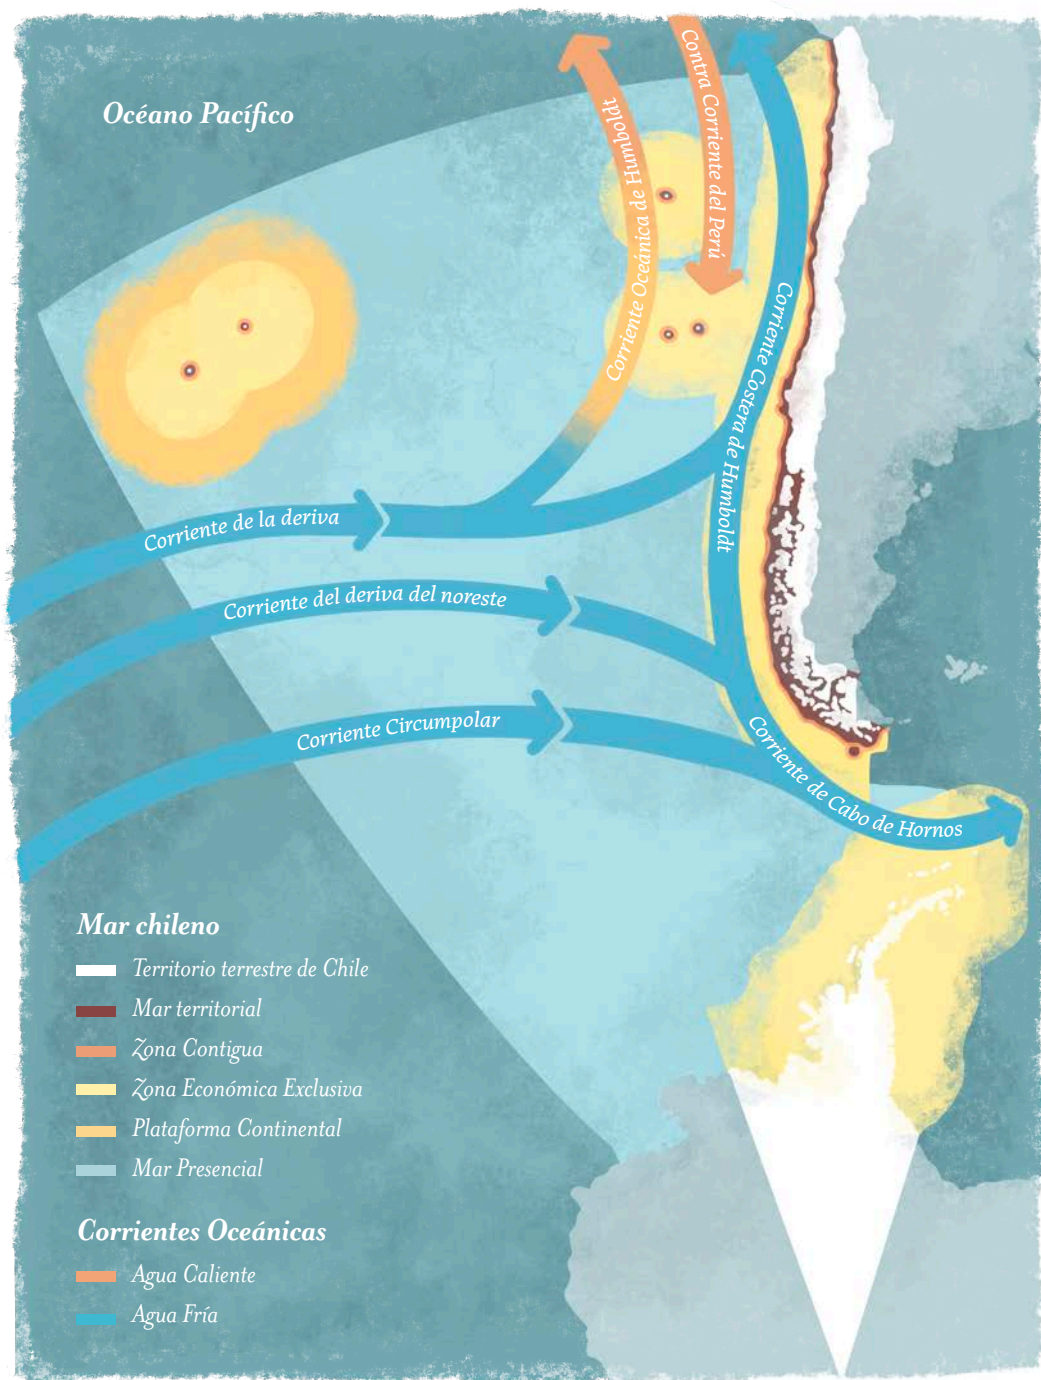 Océano Pacífico
Contra Corriente del Perú
Corriente Oceánica de Humboldt
Corriente Costera de Humboldt
Corriente de la deriva
Corriente del deriva del noreste
Corriente Circumpolar
Corriente de Cabo de Hornos
Mar chileno
Territorio terrestre de Chile
Mar territorial
Zona Contigua
Zona Económica Exclusiva
Plataforma Continental
Mar Presencial
Corrientes Oceánicas
Agua Caliente
Agua Fría